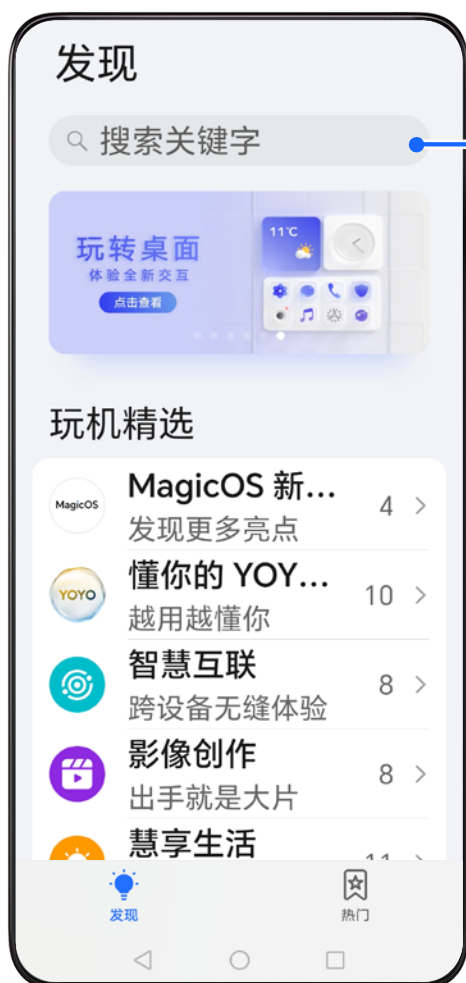 发现
搜索关键字
玩转桌面
体验全新交互
点击查看
11°C
玩机精选
MagicOS
MagicOS 新...
4
发现更多亮点
YOYO
懂你的 YOY...
10
越用越懂你
智慧互联
8
跨设备无缝体验
影像创作
8
出手就是大片
慧享生活
11
发现
热门